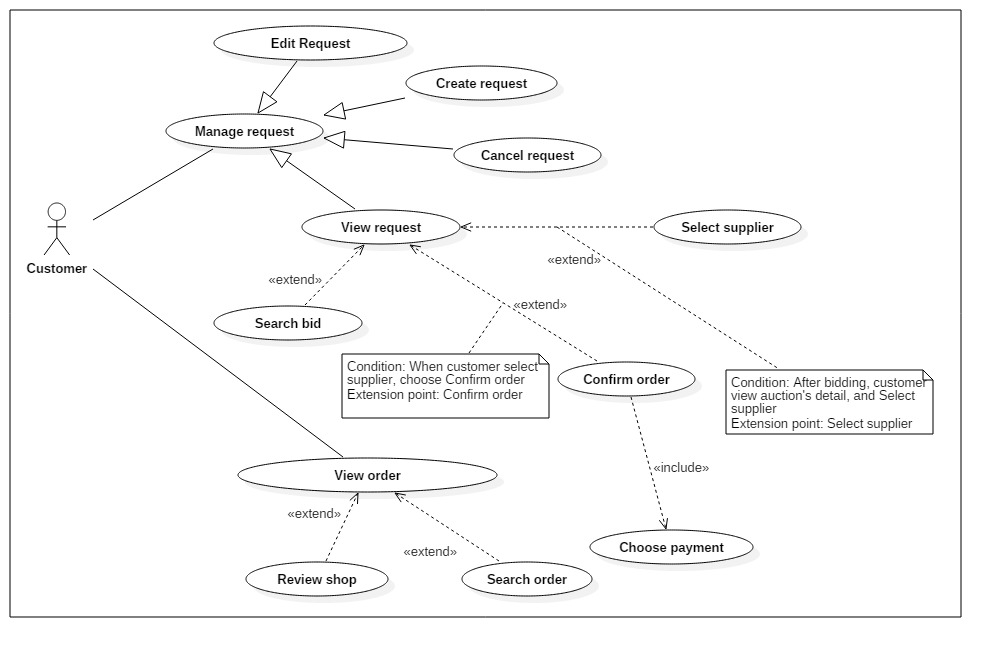 Edit Request
Create request
Manage request
Cancel request
View request
Select supplier
«extend»
Customer
«extend»
«extend»
Search bid
Condition: When customer select
supplier, choose Confirm order
Extension point: Confirm order
Confirm order
Condition: After bidding, customer
view auction's detail, and Select
supplier
Extension point: Select supplier
«include»
View order
«extend»
«extend»
Choose payment
Review shop
Search order